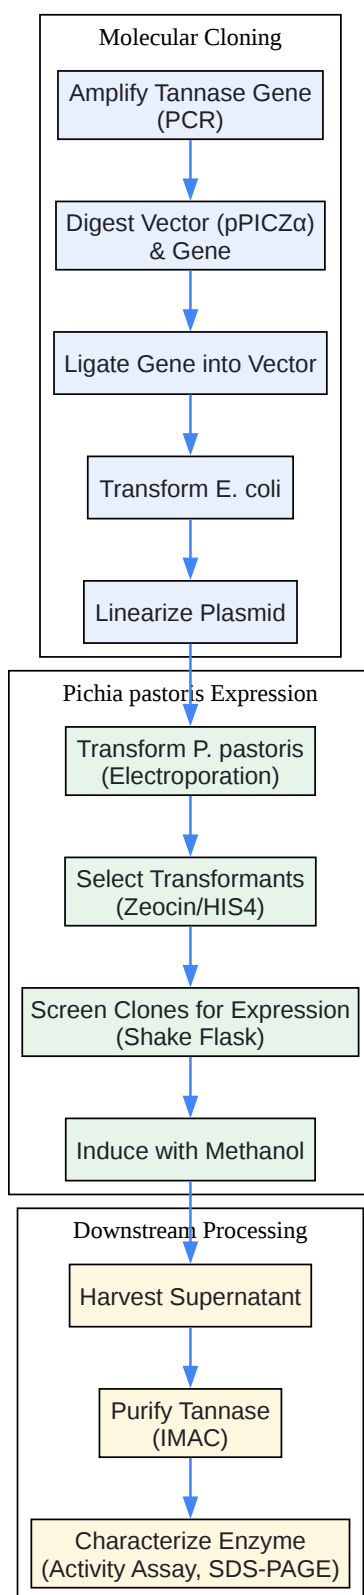 Molecular Cloning
Amplify Tannase Gene
(PCR)
Digest Vector (pPICZα)
& Gene
Ligate Gene into Vector
Transform E. coli
Linearize Plasmid
Pichia pastoris Expression
Transform P. pastoris
(Electroporation)
Select Transformants
(Zeocin/HIS4)
Screen Clones for Expression
(Shake Flask)
Induce with Methanol
Downstream Processing
Harvest Supernatant
Purify Tannase
(IMAC)
Characterize Enzyme
(Activity Assay, SDS-PAGE)